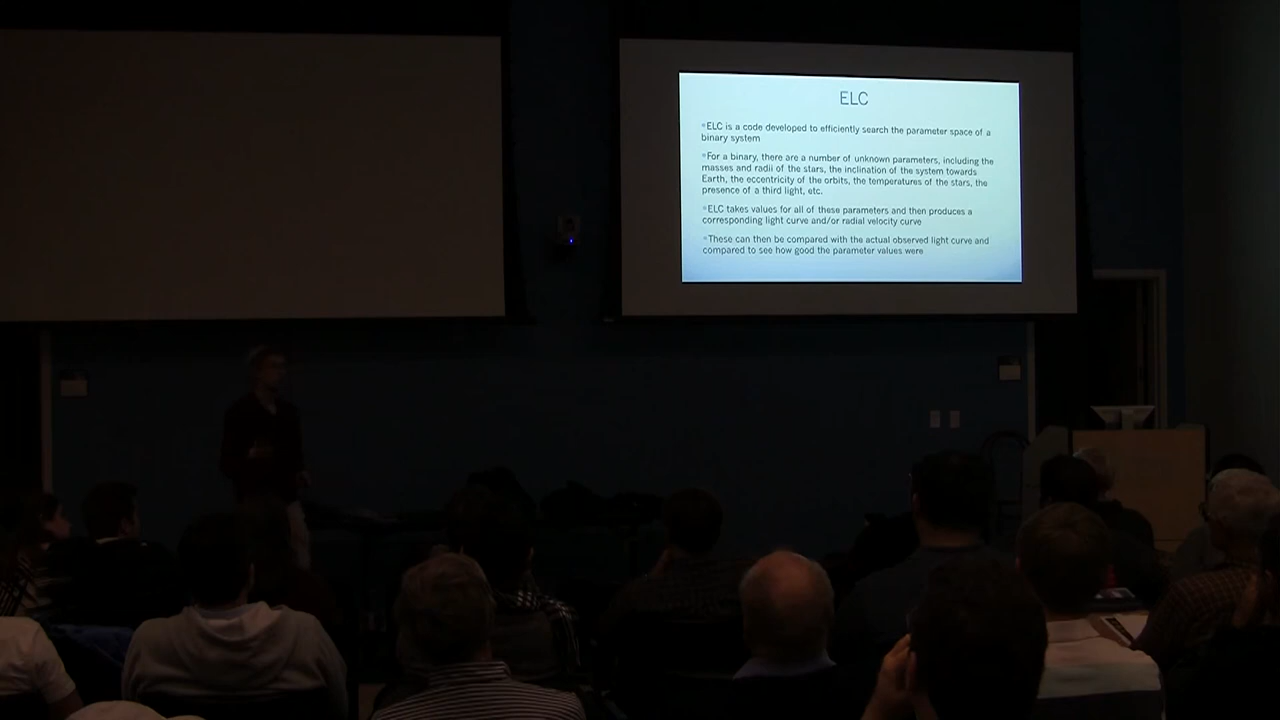 ELC
*ELC is a code developed to efficiently search the parameter space of a
binary system
*For a binary, there are a number of unknown parameters, including the
masses and radii of the stars, the inclination of the system towards
Earth, the eccentricity of the orbits, the temperatures of the stars, the
presence of a third light, etc.
*ELC takes values for all of these parameters and then produces a
corresponding light curve and/or radial velocity curve
*These can then be compared with the actual observed light curve and
compared to see how good the parameter values were